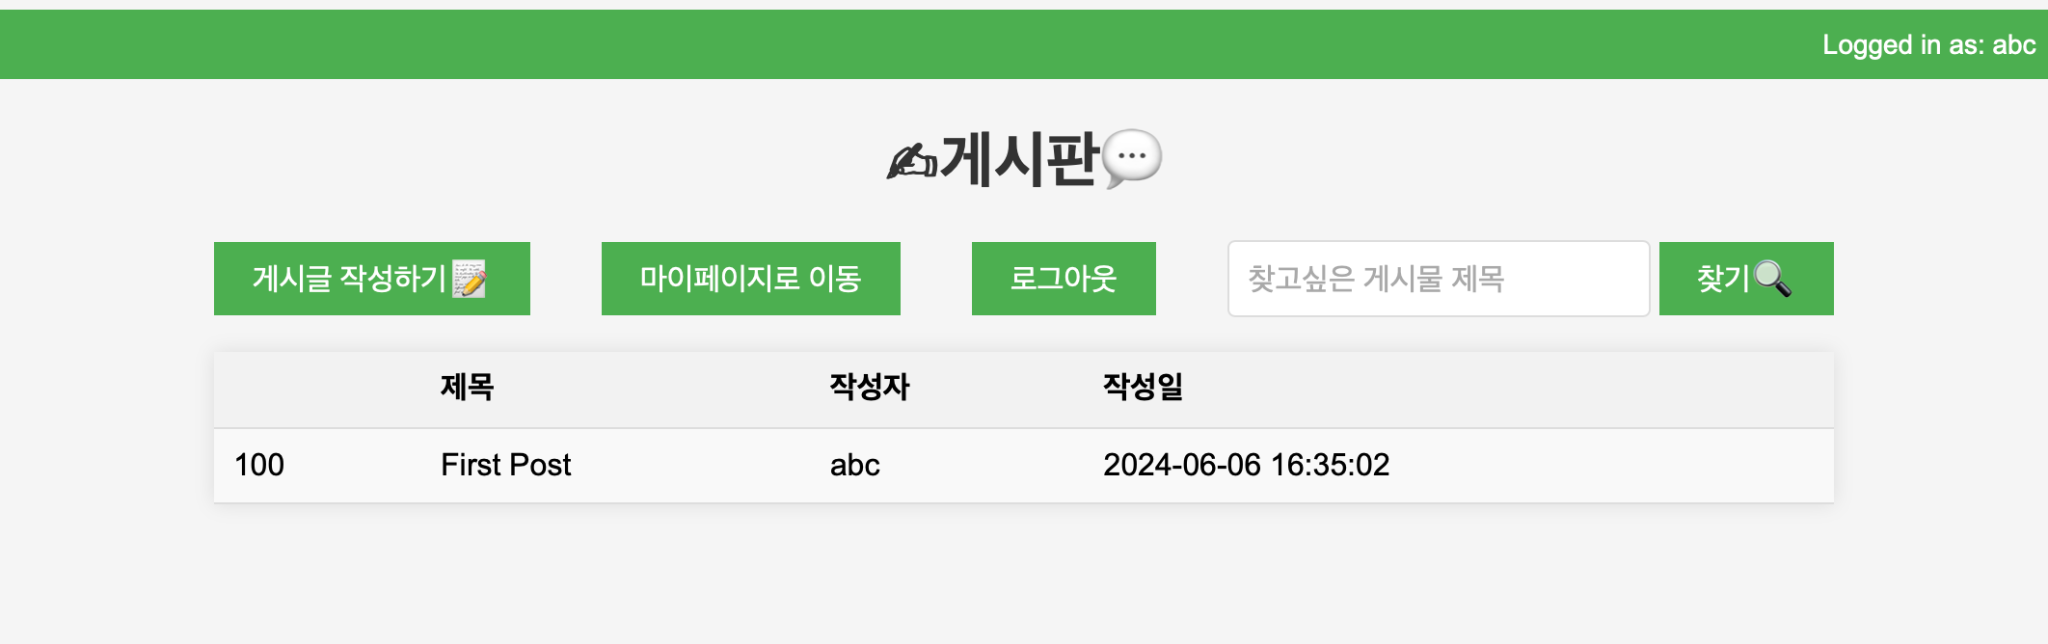 Logged in as: abc
✍게시판💬
게시글 작성하기📝 마이페이지로 이동 로그아웃 찾고싶은 게시물 제목 찾기🔍
제목 작성자 작성일
100 First Post abc 2024-06-06 16:35:02